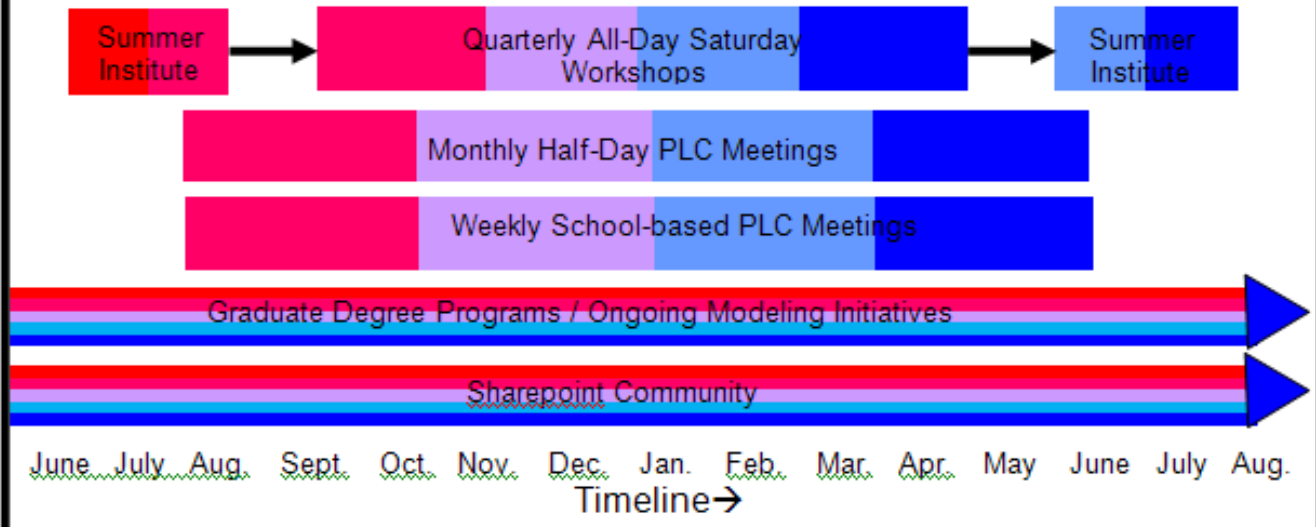 Summer
Institute
Quarterly All-Day Saturday
Workshops
Summer
Institute
Monthly Half-Day PLC Meetings
Weekly School-based PLC Meetings
Graduate Degree Programs / Ongoing Modeling Initiatives
Sharepoint Community
June July Aug. Sept. Oct. Nov. Dec. Jan. Feb. Mar. Apr. May June July Aug.
Timeline→